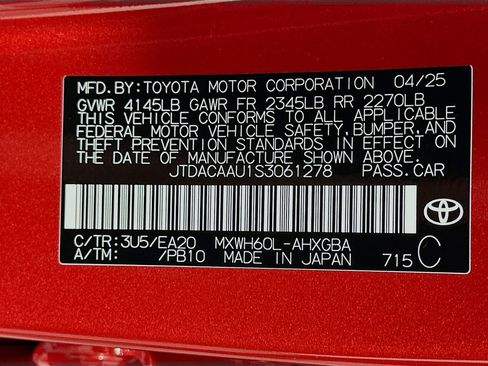 MFD. BY: TOYOTA MOTOR CORPORATION 04/25
GVWR 4145LB GAWR FR 2345LB RR 2270LB
THIS VEHICLE CONFORMS TO ALL APPLICABLE
FEDERAL MOTOR VEHICLE SAFETY, BUMPER, AND
THEFT PREVENTION STANDARDS IN EFFECT ON
THE DATE OF MANUFACTURE SHOWN ABOVE.
JTDACAAU1S3061278 PASS. CAR
TOYOTA
C/TR: 3U5/EA20 MXWH60L-AHXGBA
A/TM: /PB10 MADE IN JAPAN 715 C